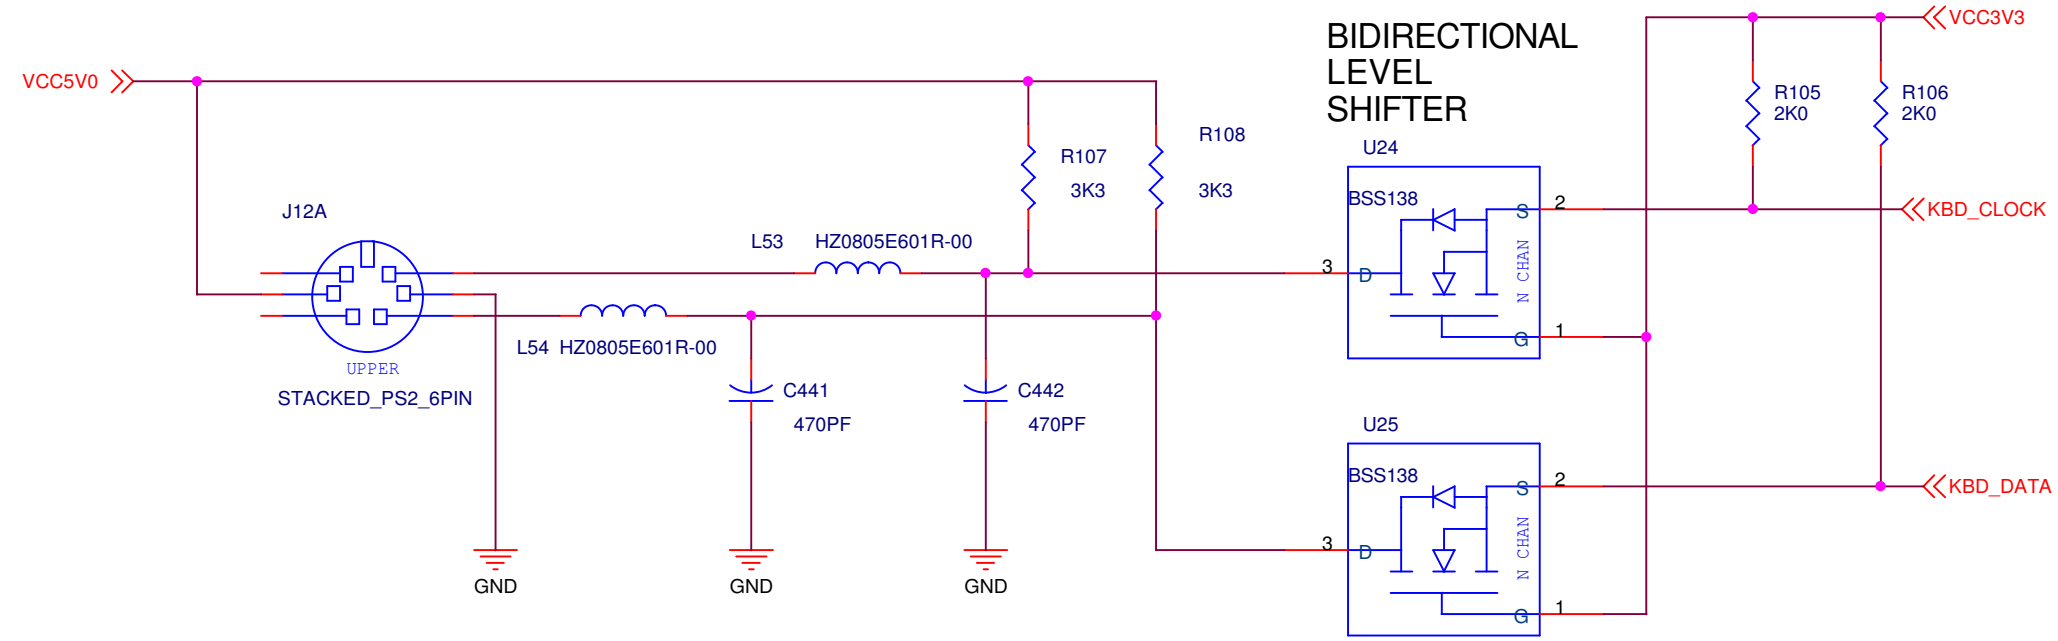 VCC5V0
BIDIRECTIONAL
LEVEL
SHIFTER
VCC3V3
R105
2K0
R106
2K0
R107
3K3
R108
3K3
J12A
L53 HZ0805E601R-00
L54 HZ0805E601R-00
UPPER
STACKED_PS2_6PIN
C441
470PF
C442
470PF
GND
GND
GND
U24
BSS138
S
2
KBD_CLOCK
3
D
N CHAN
G
1
U25
BSS138
S
2
KBD_DATA
3
D
N CHAN
G
1